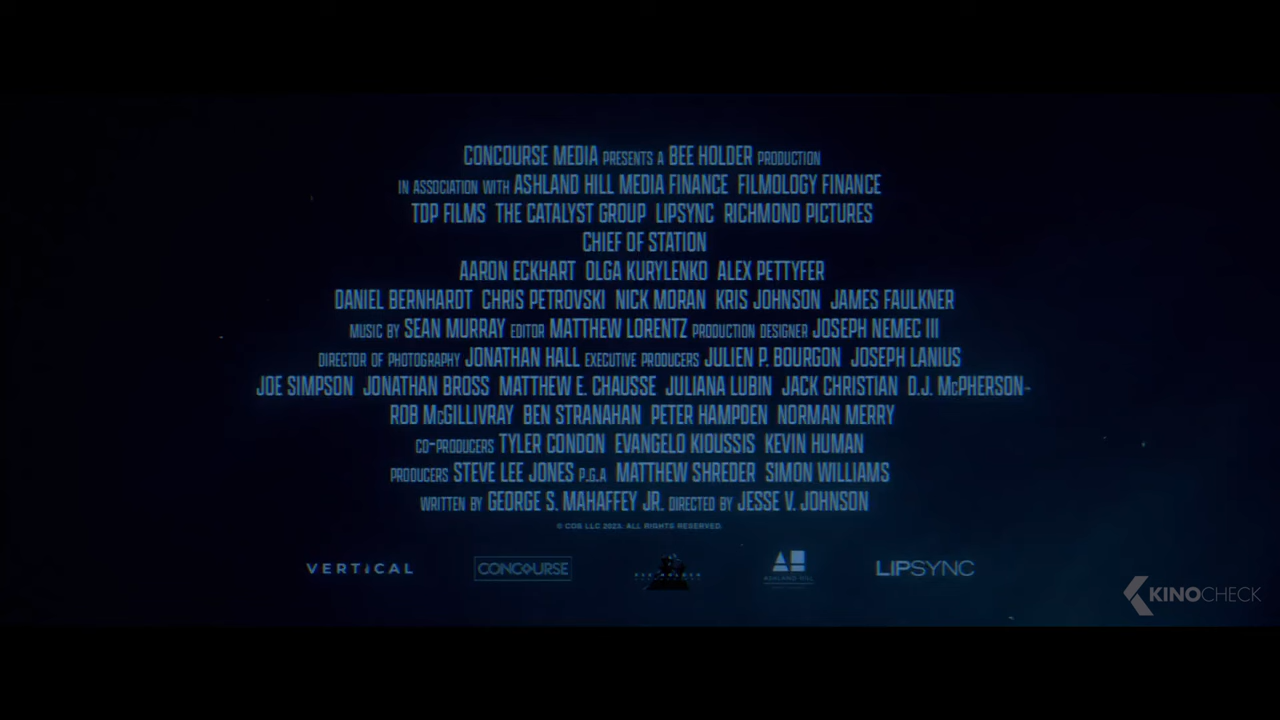 CONCOURSE MEDIA PRESENTS A BEE HOLDER PRODUCTION
IN ASSOCIATION WITH ASHLAND HILL MEDIA FINANCE FILMOLOGY FINANCE
TDP FILMS THE CATALYST GROUP LIPSYNC RICHMOND PICTURES
CHIEF OF STATION
AARON ECKHART OLGA KURYLENKO ALEX PETTYFER
DANIEL BERNHARDT CHRIS PETROVSKI NICK MORAN KRIS JOHNSON JAMES FAULKNER
MUSIC BY SEAN MURRAY EDITOR MATTHEW LORENTZ PRODUCTION DESIGNER JOSEPH NEMEC III
DIRECTOR OF PHOTOGRAPHY JONATHAN HALL EXECUTIVE PRODUCERS JULIEN P. BOURGON JOSEPH LANIUS
JOE SIMPSON JONATHAN BROSS MATTHEW E. CHAUSSE JULIANA LUBIN JACK CHRISTIAN D.J. McPHERSON-
ROB McGILLIVRAY BEN STRANAHAN PETER HAMPDEN NORMAN MERRY
CO-PRODUCERS TYLER CONDON EVANGELO KIOUSSIS KEVIN HUMAN
PRODUCERS STEVE LEE JONES P.G.A MATTHEW SHREDER SIMON WILLIAMS
WRITTEN BY GEORGE S. MAHAFFEY JR. DIRECTED BY JESSE V. JOHNSON
© COS LLC 2023. ALL RIGHTS RESERVED.
VERTICAL CONCOURSE BEE HOLDER ASHLAND HILL LIPSYNC
KINOCHECK